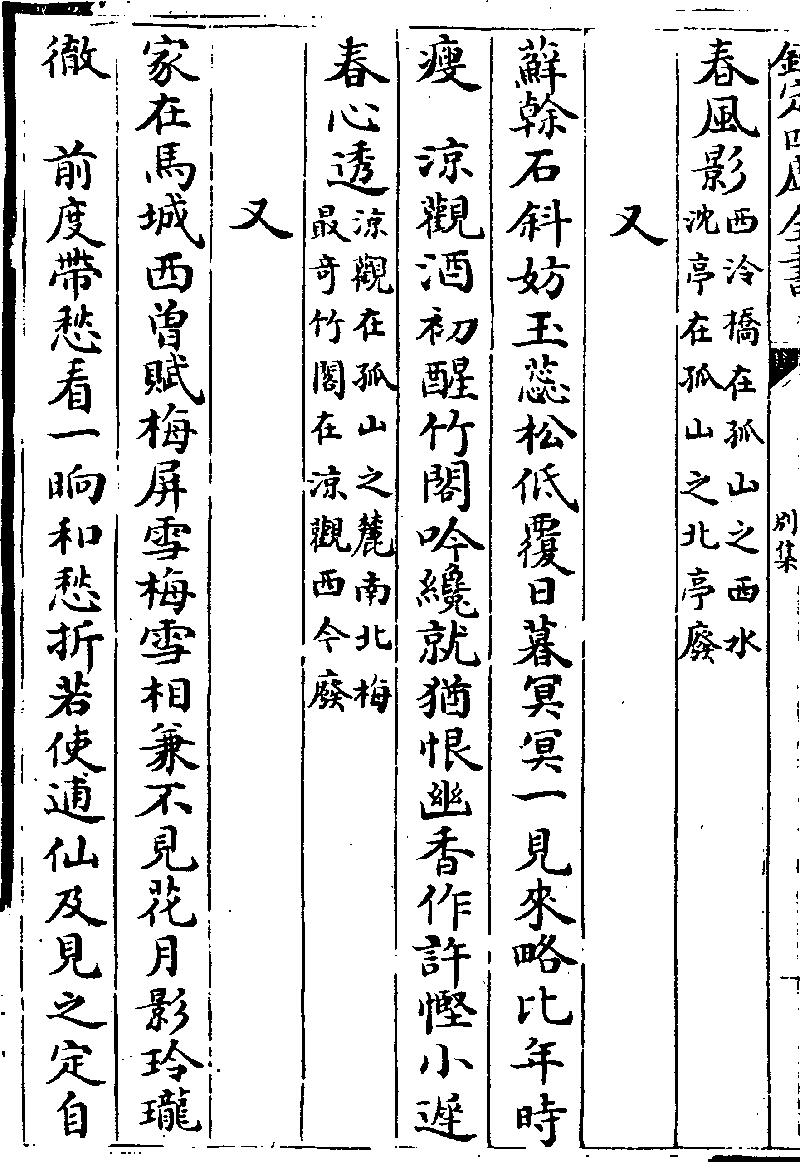 欽定四庫全書
別集
春風影西泠橋在孤山之西水
沈亭在孤山之北亭廢
又
蘚幹石斜妨玉蕊松低覆日暮冥冥一見來略比年時
瘦　涼觀酒初醒竹閣吟纔就猶恨幽香作許慳小遲
春心透涼觀在孤山之麓南北梅
最奇竹閣在涼觀西今廢
又
家在馬城西曾賦梅屏雪梅雪相兼不見花月影玲瓏
徹　前度帶愁看一晌和愁折若使逋仙及見之定自